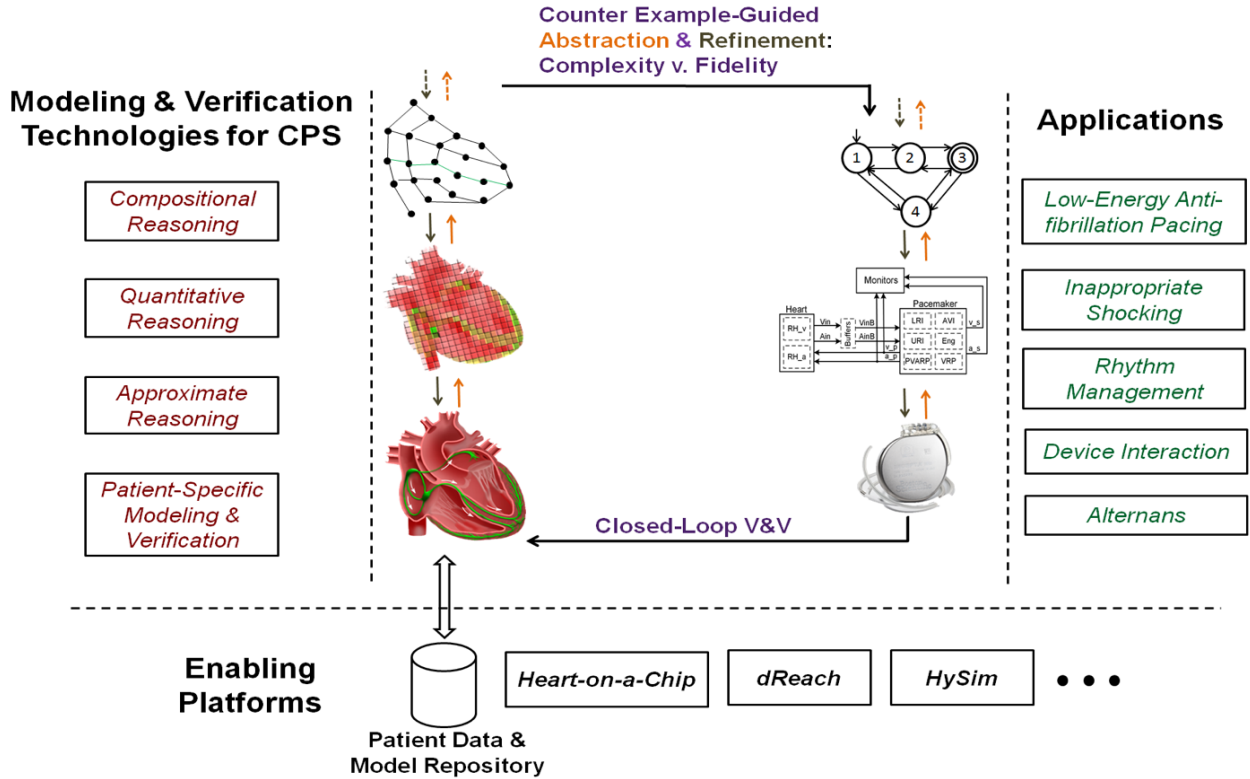 Counter Example-Guided
Abstraction & Refinement:
Complexity v. Fidelity
Modeling & Verification
Technologies for CPS
Compositional
Reasoning
Quantitative
Reasoning
Approximate
Reasoning
Patient-Specific
Modeling &
Verification
1
2
3
4
Monitors
Heart
Pacemaker
RH_v
RH_a
Vin
Ain
Buffers
VinB
AinB
v_p
a_p
LRI
AVI
URI
Eng
PVARP
VRP
v_s
a_s
Closed-Loop V&V
Applications
Low-Energy Anti-
fibrillation Pacing
Inappropriate
Shocking
Rhythm
Management
Device Interaction
Alternans
Enabling
Platforms
Patient Data &
Model Repository
Heart-on-a-Chip
dReach
HySim
• • •